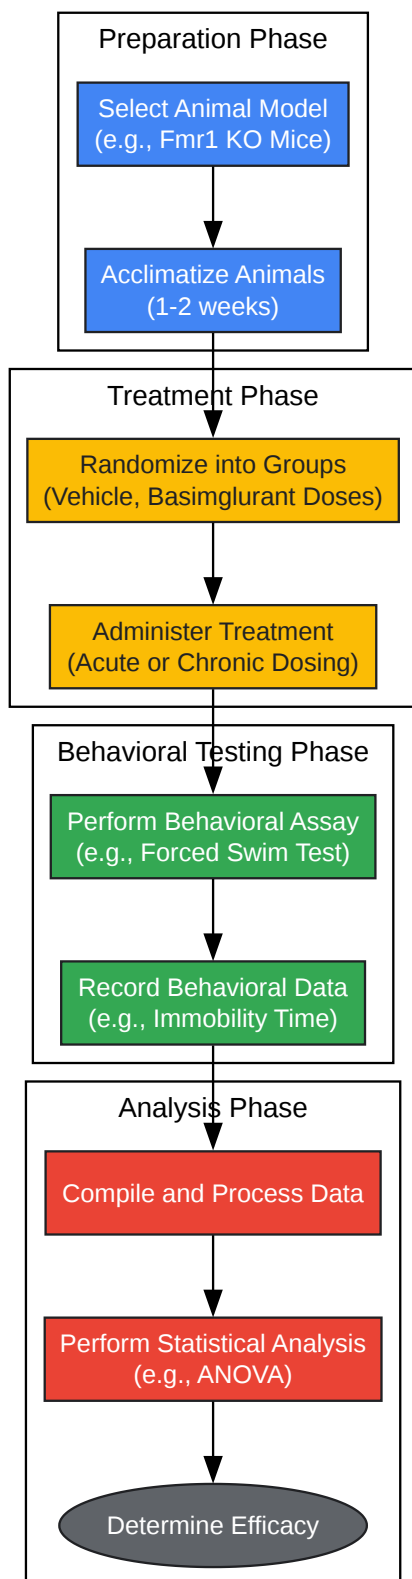 Preparation Phase
Select Animal Model
(e.g., Fmr1 KO Mice)
Acclimatize Animals
(1-2 weeks)
Treatment Phase
Randomize into Groups
(Vehicle, Basimglurant Doses)
Administer Treatment
(Acute or Chronic Dosing)
Behavioral Testing Phase
Perform Behavioral Assay
(e.g., Forced Swim Test)
Record Behavioral Data
(e.g., Immobility Time)
Analysis Phase
Compile and Process Data
Perform Statistical Analysis
(e.g., ANOVA)
Determine Efficacy